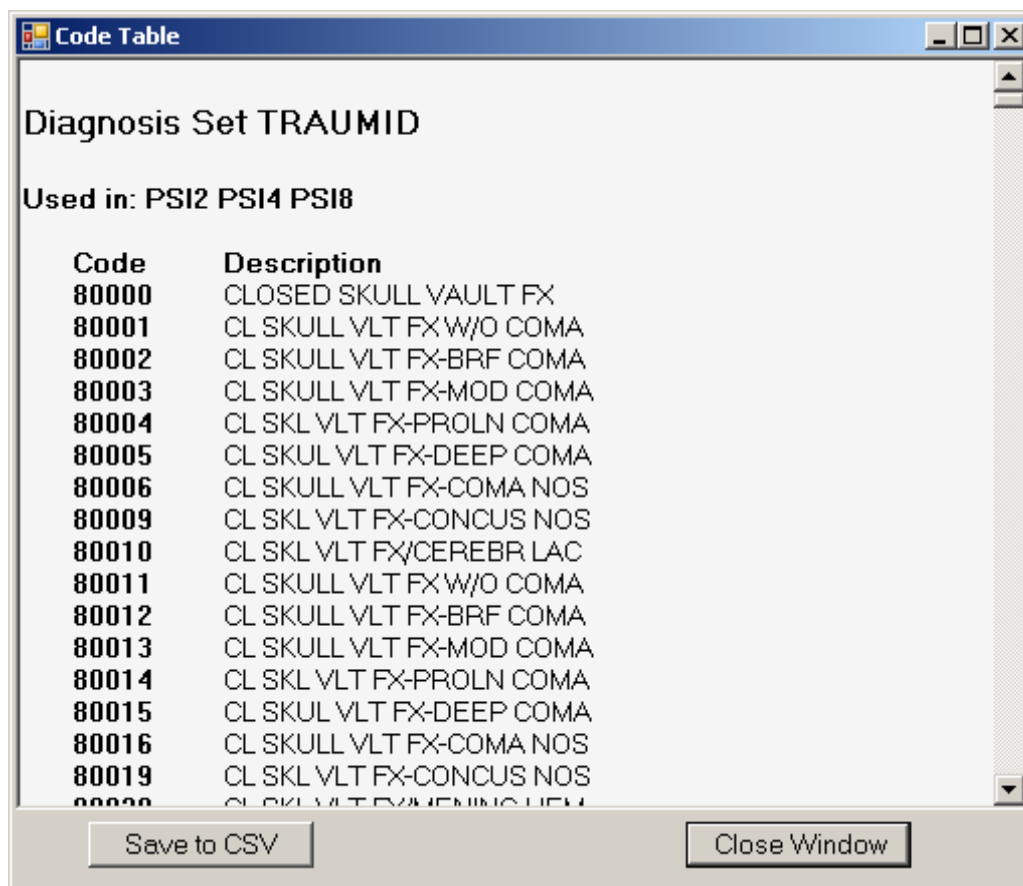 Code Table
Diagnosis Set TRAUMID
Used in: PSI2 PSI4 PSI8
Code Description
80000 CLOSED SKULL VAULT FX
80001 CL SKULL VLT FX W/O COMA
80002 CL SKULL VLT FX-BRF COMA
80003 CL SKULL VLT FX-MOD COMA
80004 CL SKL VLT FX-PROLN COMA
80005 CL SKUL VLT FX-DEEP COMA
80006 CL SKULL VLT FX-COMA NOS
80009 CL SKL VLT FX-CONCUS NOS
80010 CL SKL VLT FX/CEREBR LAC
80011 CL SKULL VLT FX W/O COMA
80012 CL SKULL VLT FX-BRF COMA
80013 CL SKULL VLT FX-MOD COMA
80014 CL SKL VLT FX-PROLN COMA
80015 CL SKUL VLT FX-DEEP COMA
80016 CL SKULL VLT FX-COMA NOS
80019 CL SKL VLT FX-CONCUS NOS
Save to CSV Close Window